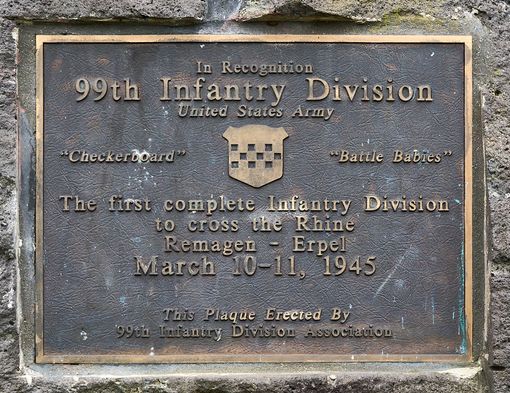 In Recognition
99th Infantry Division
United States Army
"Checkerboard" "Battle Babies"
The first complete Infantry Division
to cross the Rhine
Remagen - Erpel
March 10-11, 1945
This Plaque Erected By
99th Infantry Division Association